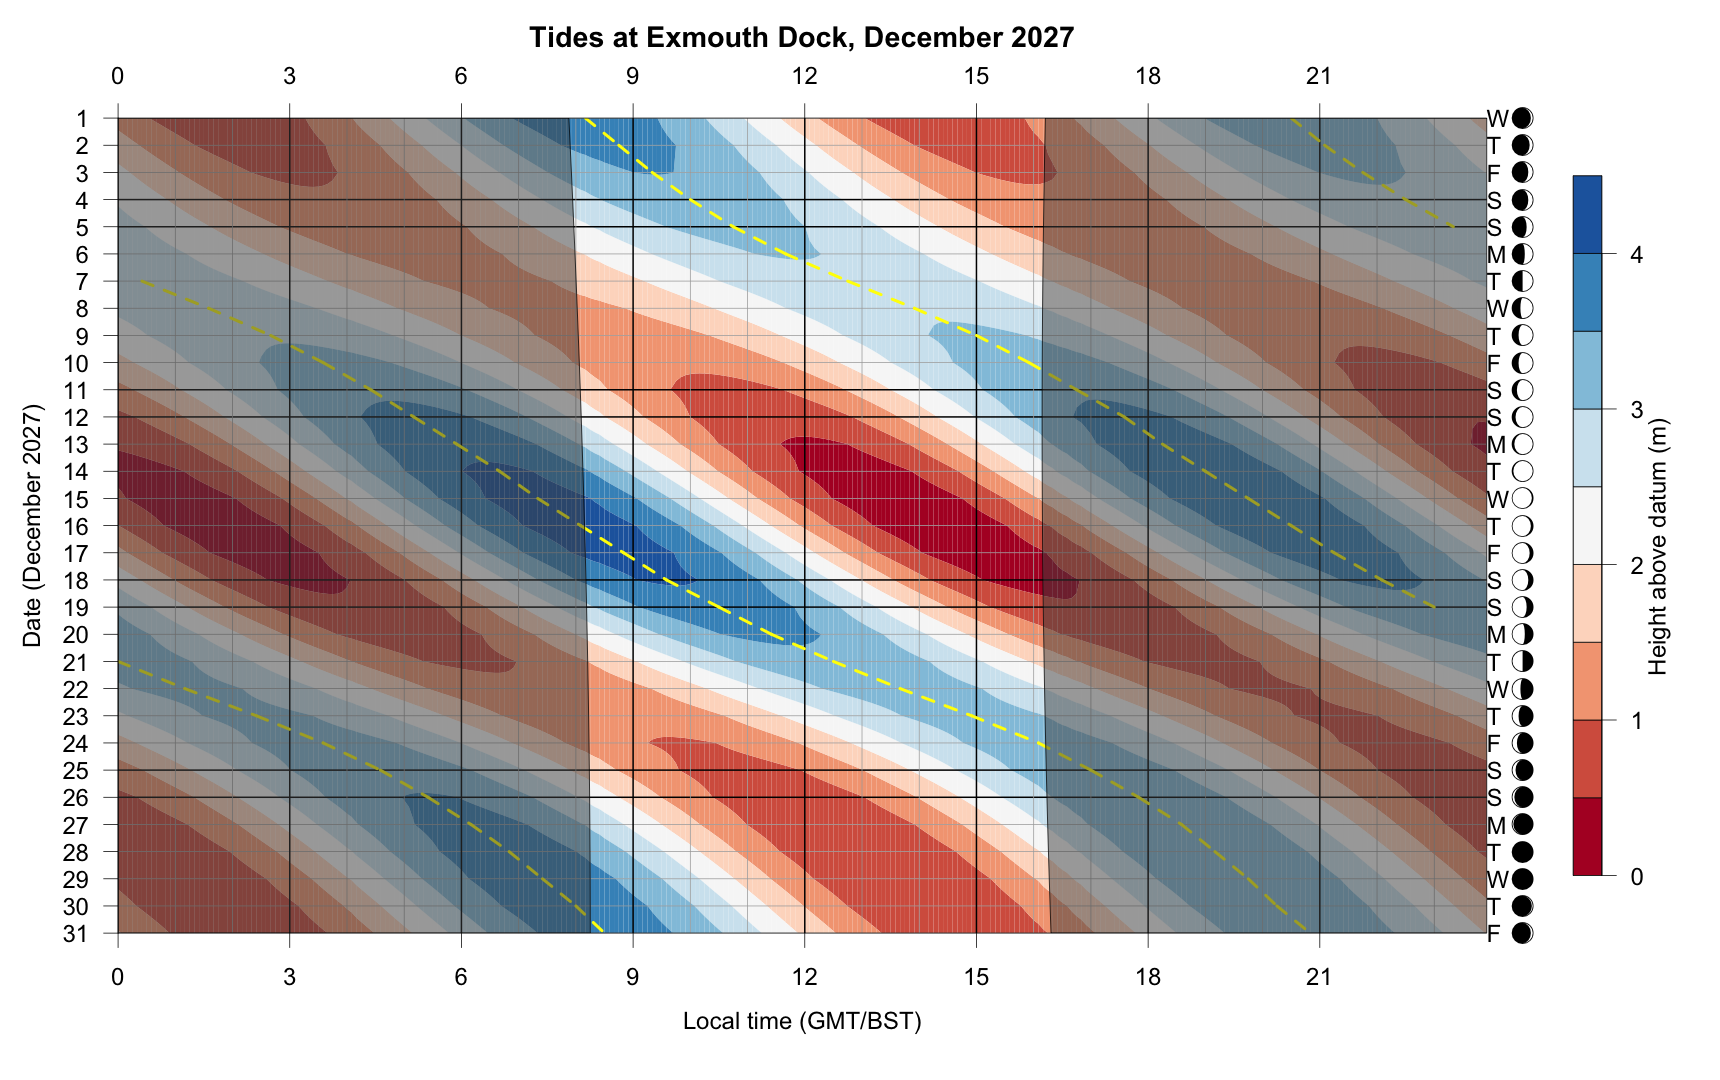 Tides at Exmouth Dock, December 2027
0 3 6 9 12 15 18 21
1 W
2 T
3 F
4 S
5 S
6 M
7 T
8 W
9 T
10 F
11 S
12 S
13 M
14 T
15 W
16 T
17 F
18 S
19 S
20 M
21 T
22 W
23 T
24 F
25 S
26 S
27 M
28 T
29 W
30 T
31 F
0 3 6 9 12 15 18 21
Local time (GMT/BST)
Date (December 2027)
4
3
2
1
0
Height above datum (m)